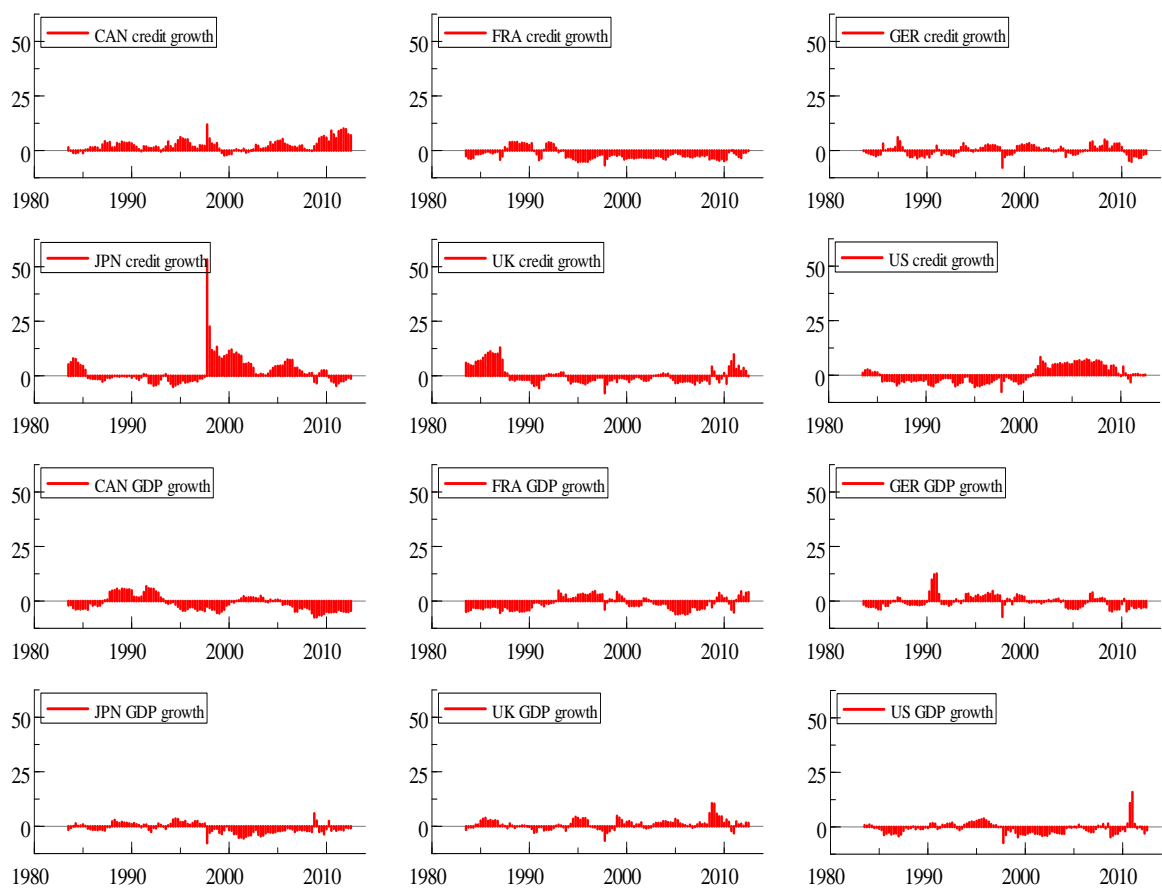 CAN credit growth
50
25
0
1980 1990 2000 2010
FRA credit growth
50
25
0
1980 1990 2000 2010
GER credit growth
50
25
0
1980 1990 2000 2010
JPN credit growth
50
25
0
1980 1990 2000 2010
UK credit growth
50
25
0
1980 1990 2000 2010
US credit growth
50
25
0
1980 1990 2000 2010
CAN GDP growth
50
25
0
1980 1990 2000 2010
FRA GDP growth
50
25
0
1980 1990 2000 2010
GER GDP growth
50
25
0
1980 1990 2000 2010
JPN GDP growth
50
25
0
1980 1990 2000 2010
UK GDP growth
50
25
0
1980 1990 2000 2010
US GDP growth
50
25
0
1980 1990 2000 2010